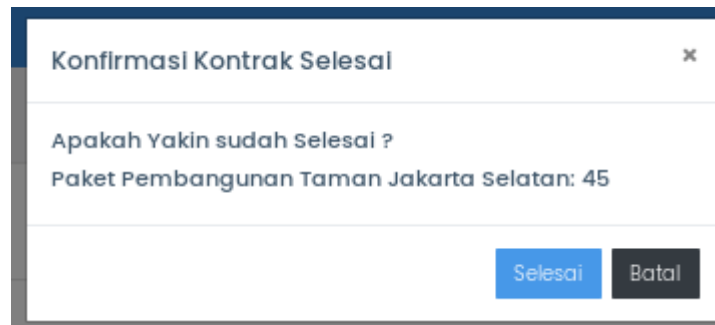 Konfirmasi Kontrak Selesai
×
Apakah Yakin sudah Selesai ?
Paket Pembangunan Taman Jakarta Selatan: 45
Selesai Batal